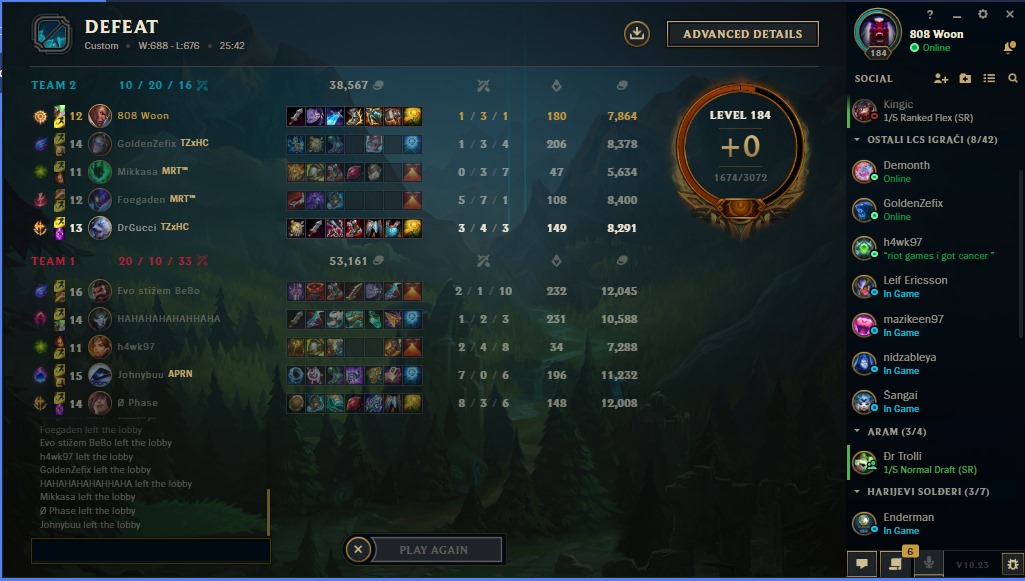 DEFEAT
Custom • W:688 - L:676 • 25:42
ADVANCED DETAILS
?
184
808 Woon
Online
SOCIAL
TEAM 2 10 / 20 / 16 38,567
12 808 Woon 1 / 3 / 1 180 7,864
14 GoldenZefix TZxHC 1 / 3 / 4 206 8,378
11 Mikkasa MRT™ 0 / 3 / 7 47 5,634
12 Foegaden MRT™ 5 / 7 / 1 108 8,400
13 DrGucci TZxHC 3 / 4 / 3 149 8,291
TEAM 1 20 / 10 / 33 53,161
16 Evo stižem BeBo 2 / 1 / 10 232 12,045
14 HAHAHAHAHAHHAHA 1 / 2 / 3 231 10,588
11 h4wk97 2 / 4 / 8 34 7,288
15 Johnybuu APRN 7 / 0 / 6 196 11,232
14 Ø Phase 8 / 3 / 6 148 12,008
LEVEL 184
+0
1674/3072
Foegaden left the lobby
Evo stižem BeBo left the lobby
h4wk97 left the lobby
GoldenZefix left the lobby
HAHAHAHAHAHHAHA left the lobby
Mikkasa left the lobby
Ø Phase left the lobby
Johnybuu left the lobby
PLAY AGAIN
Kingic
1/5 Ranked Flex (SR)
OSTALI LCS IGRAČI (8/42)
Demonth
Online
GoldenZefix
Online
h4wk97
"riot games i got cancer "
Leif Ericsson
In Game
mazikeen97
In Game
nidzableya
In Game
Šangai
In Game
ARAM (3/4)
Đr Trolli
1/5 Normal Draft (SR)
HARIJEVI SOLĐERI (3/7)
Enderman
In Game
6
V10.23